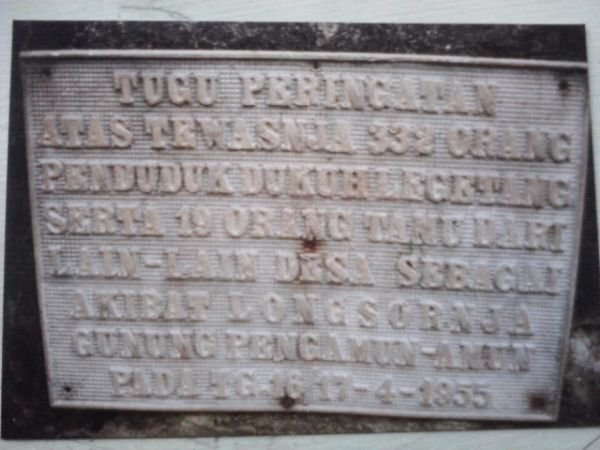 TUGU PERINGATAN
ATAS TEWASNJA 332 ORANG
PENDUDUK DUKUH LEGETANG
SERTA 19 ORANG TAMU DARI
LAIN-LAIN DESA SEBAGAI
AKIBAT LONGSORNJA
GUNUNG PENGAMUN-AMUN
PADA TG. 16/17-4-1955